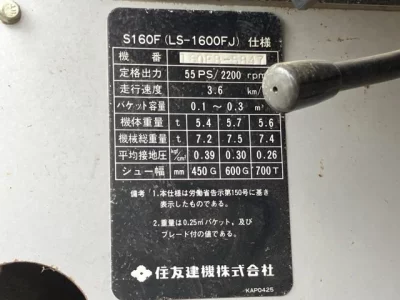 S160F (LS-1600FJ) 仕様
機番
定格出力 55 PS/2200 rpm
走行速度 3.6 km/
バケット容量 0.1 ~ 0.3 m³
機体重量 t 5.4 5.7 5.6
機械総重量 t 7.2 7.5 7.4
平均接地圧 kgf/cm² 0.39 0.30 0.26
シュー幅 mm 450 G 600 G 700 T
備考 1.本仕様は労働省告示第150号に基き
表示したものである。
2.重量は0.25㎥バケット、及び
ブレード付の値である。
住友建機株式会社
KAP0426